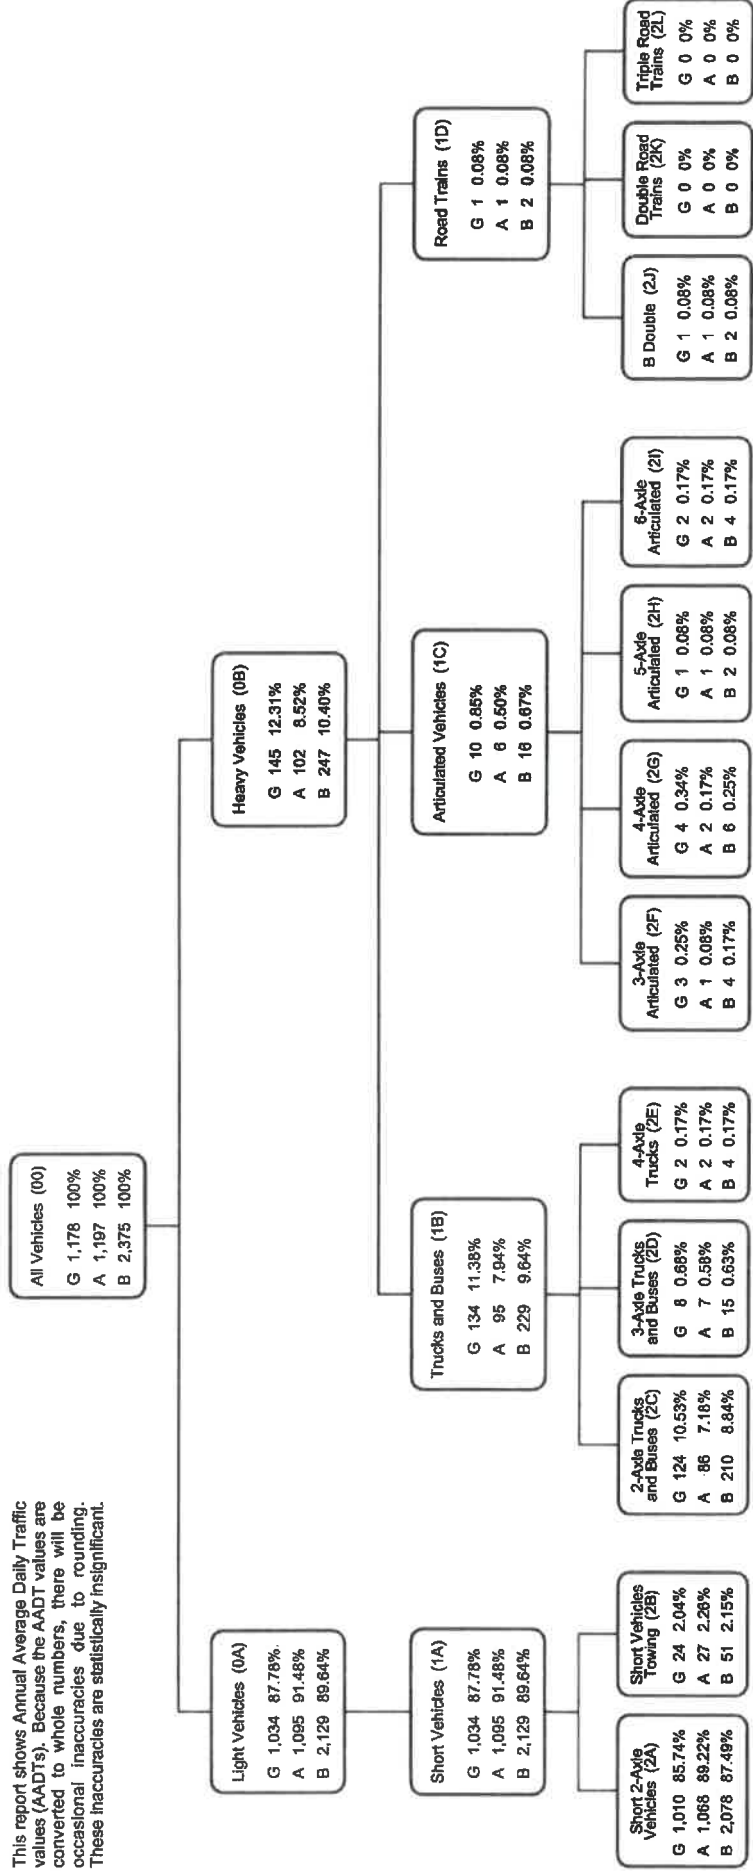 This report shows Annual Average Daily Traffic
values (AADTs). Because the AADT values are
converted to whole numbers, there will be
occasional inaccuracies due to rounding.
These inaccuracies are statistically insignificant.
All Vehicles (00)
G 1,178 100%
A 1,197 100%
B 2,375 100%
Light Vehicles (0A)
G 1,034 87.78%
A 1,095 91.48%
B 2,129 89.64%
Heavy Vehicles (0B)
G 145 12.31%
A 102 8.52%
B 247 10.40%
Short Vehicles (1A)
G 1,034 87.78%
A 1,095 91.48%
B 2,129 89.64%
Trucks and Buses (1B)
G 134 11.38%
A 95 7.94%
B 229 9.64%
Articulated Vehicles (1C)
G 10 0.85%
A 6 0.50%
B 16 0.67%
Road Trains (1D)
G 1 0.08%
A 1 0.08%
B 2 0.08%
Short 2-Axle
Vehicles (2A)
G 1,010 85.74%
A 1,068 89.22%
B 2,078 87.49%
Short Vehicles
Towing (2B)
G 24 2.04%
A 27 2.26%
B 51 2.15%
2-Axle Trucks
and Buses (2C)
G 124 10.53%
A 86 7.18%
B 210 8.84%
3-Axle Trucks
and Buses (2D)
G 8 0.68%
A 7 0.58%
B 15 0.63%
4-Axle
Trucks (2E)
G 2 0.17%
A 2 0.17%
B 4 0.17%
3-Axle
Articulated (2F)
G 3 0.25%
A 1 0.08%
B 4 0.17%
4-Axle
Articulated (2G)
G 4 0.34%
A 2 0.17%
B 6 0.25%
5-Axle
Articulated (2H)
G 1 0.08%
A 1 0.08%
B 2 0.08%
6-Axle
Articulated (2I)
G 2 0.17%
A 2 0.17%
B 4 0.17%
B Double (2J)
G 1 0.08%
A 1 0.08%
B 2 0.08%
Double Road
Trains (2K)
G 0 0%
A 0 0%
B 0 0%
Triple Road
Trains (2L)
G 0 0%
A 0 0%
B 0 0%